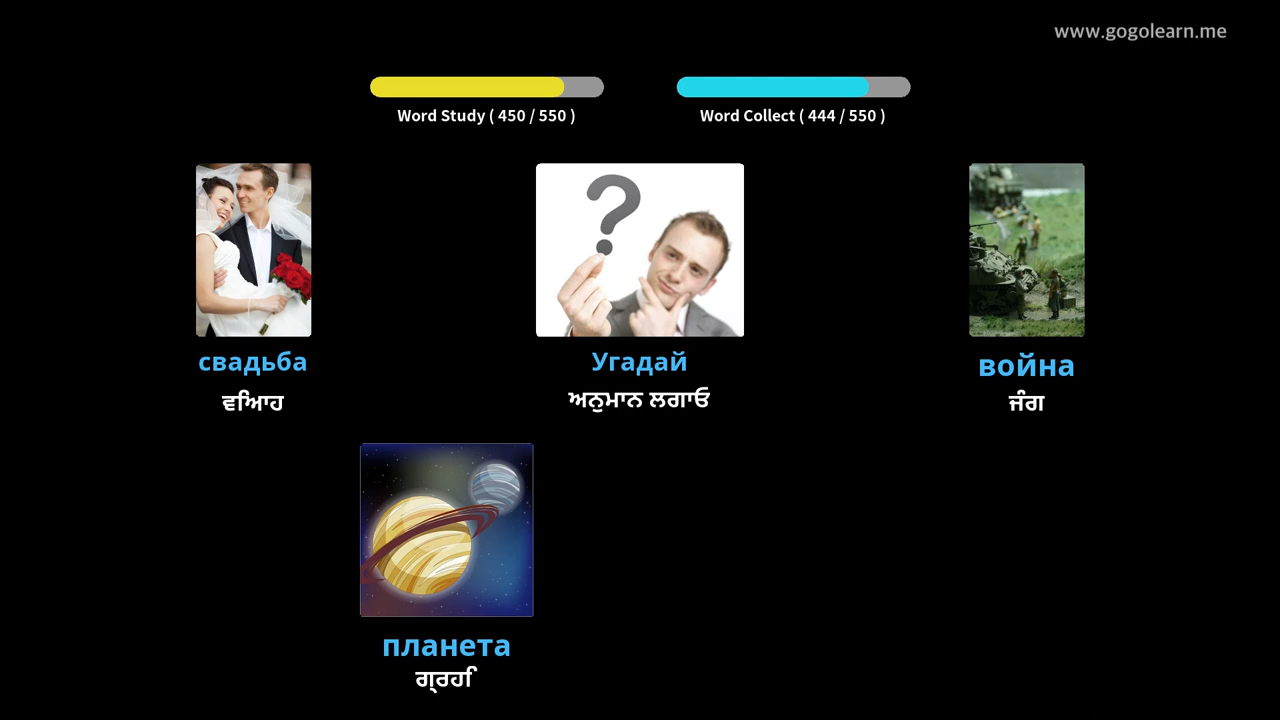 www.gogolearn.me
Word Study ( 450 / 550 )
Word Collect ( 444 / 550 )
свадьба
Угадай
война
ਵਿਆਹ
ਅਨੁਮਾਨ ਲਗਾਓ
ਜੰਗ
планета
ਗ੍ਰਹਿ